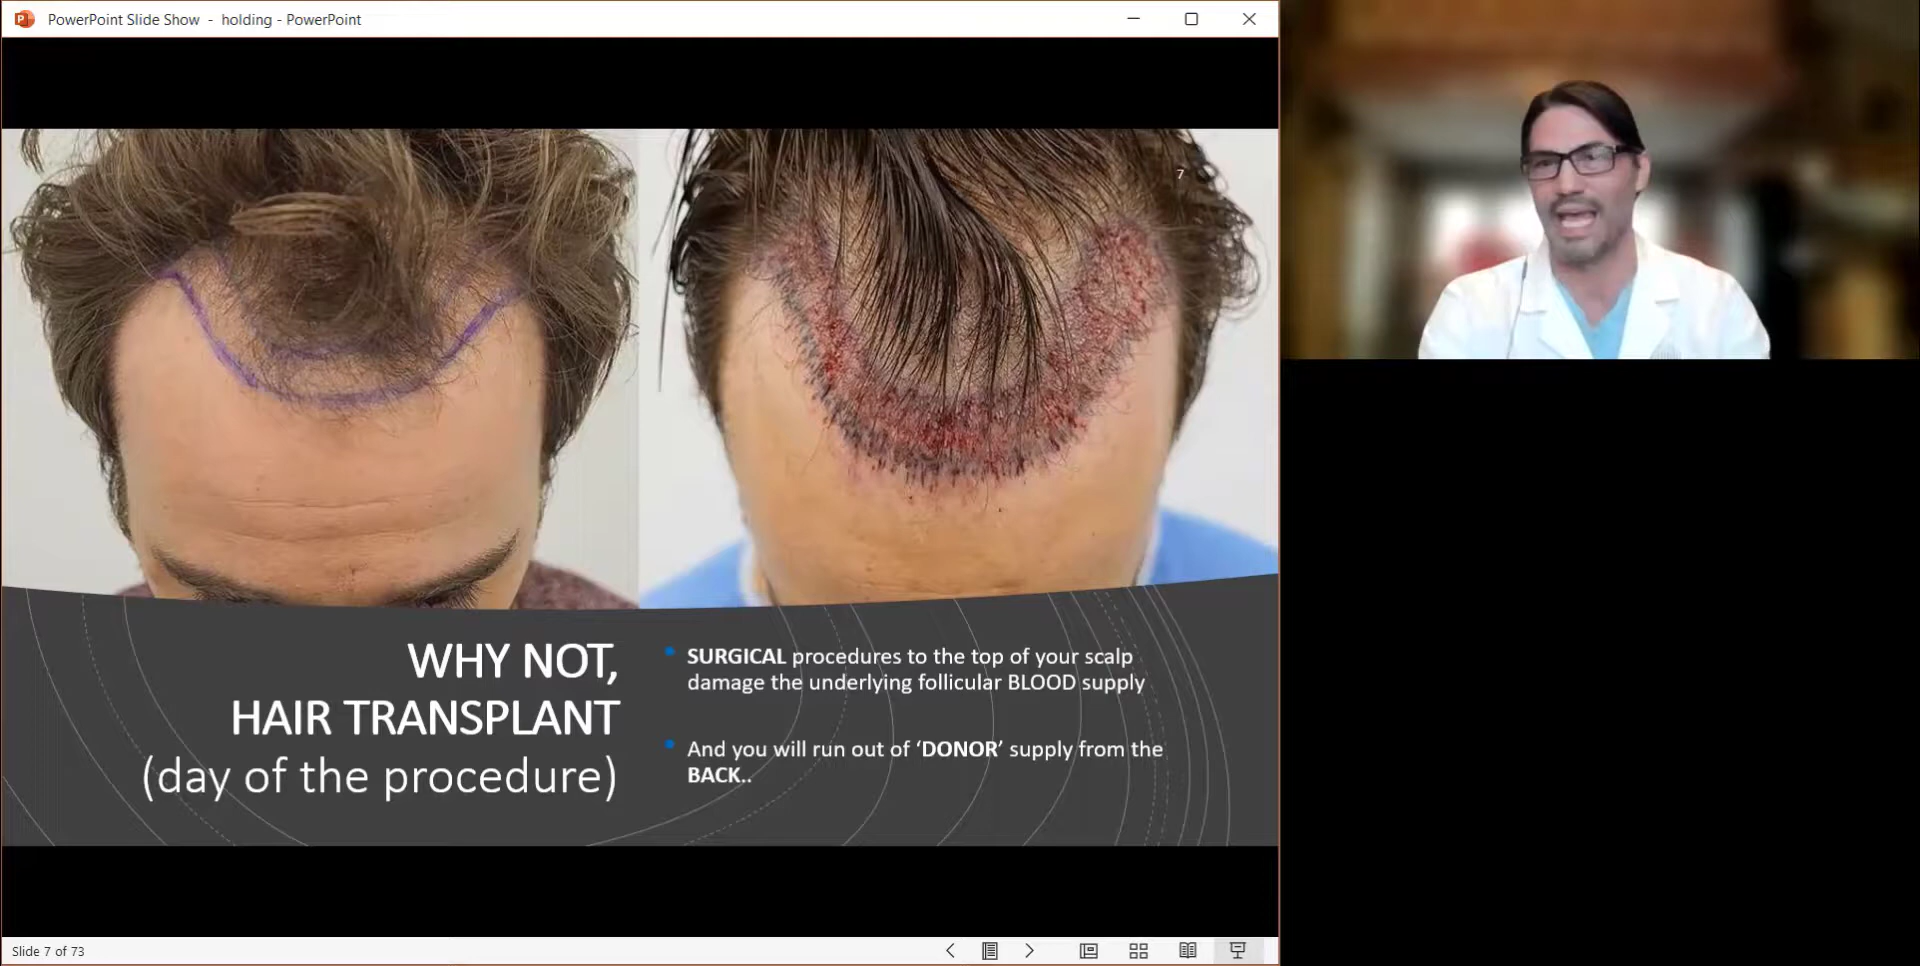 PowerPoint Slide Show - holding - PowerPoint
7
WHY NOT,
HAIR TRANSPLANT
(day of the procedure)
SURGICAL procedures to the top of your scalp
damage the underlying follicular BLOOD supply
And you will run out of ‘DONOR’ supply from the
BACK..
Slide 7 of 73